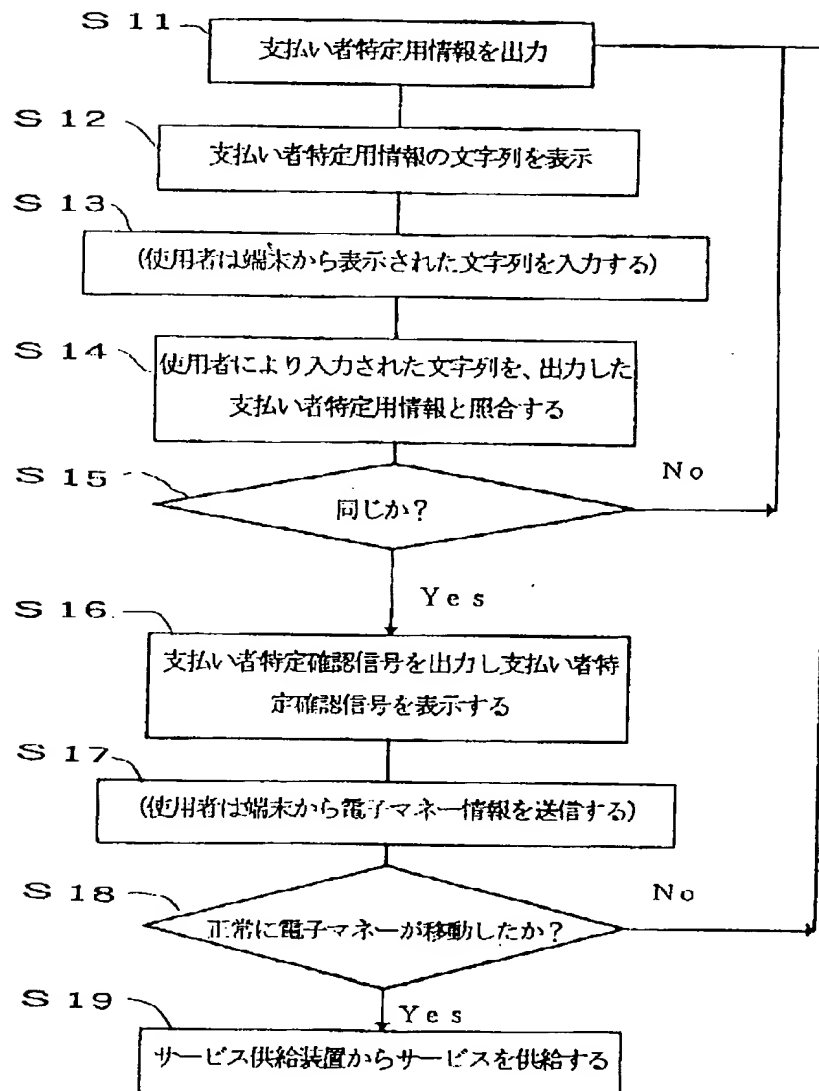 S 11
支払い者特定用情報を出力
S 12
支払い者特定用情報の文字列を表示
S 13
(使用者は端末から表示された文字列を入力する)
S 14
使用者により入力された文字列を、出力した
支払い者特定用情報と照合する
S 15
同じか?
No
Yes
S 16
支払い者特定確認信号を出力し支払い者特
定確認信号を表示する
S 17
(使用者は端末から電子マネー情報を送信する)
S 18
正常に電子マネーが移動したか?
No
Yes
S 19
サービス供給装置からサービスを供給する